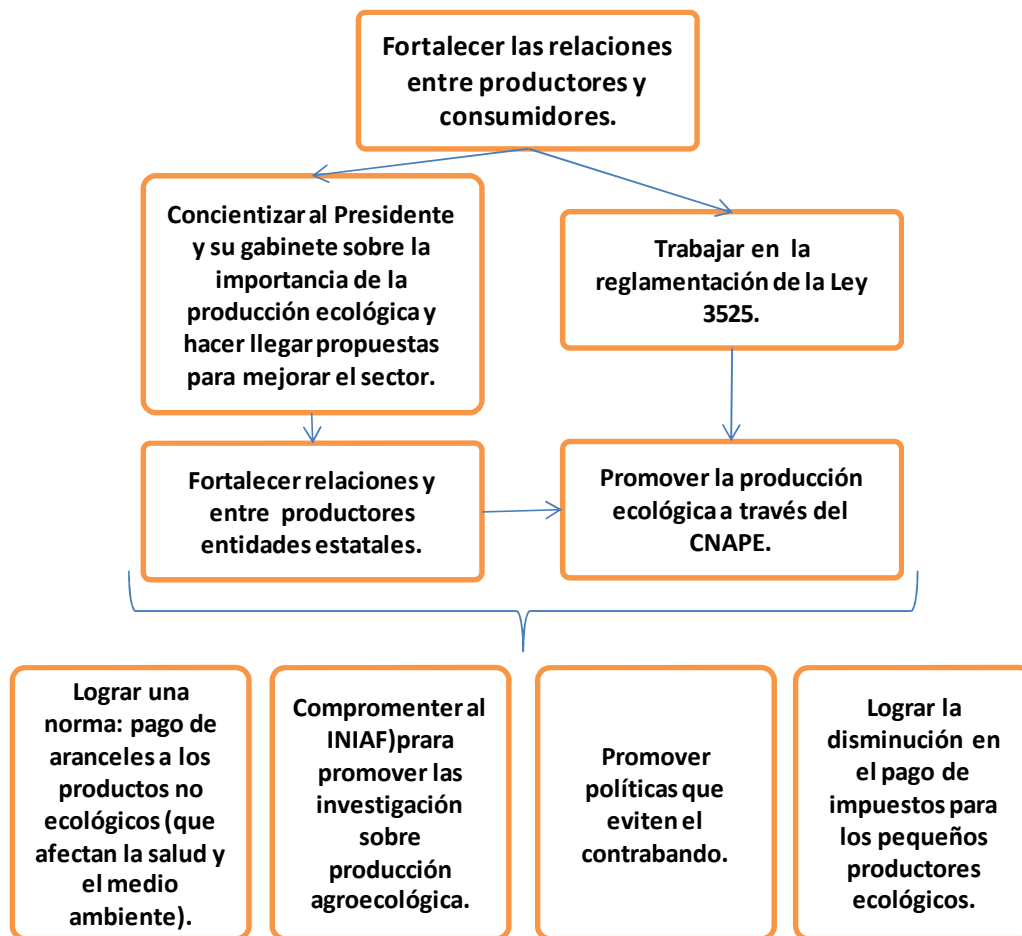 Fortalecer las relaciones
entre productores y
consumidores.
Concientizar al Presidente
y su gabinete sobre la
importancia de la
producción ecológica y
hacer llegar propuestas
para mejorar el sector.
Trabajar en la
reglamentación de la Ley
3525.
Fortalecer relaciones y
entre productores
entidades estatales.
Promover la producción
ecológica a través del
CNAPE.
Lograr una
norma: pago de
aranceles a los
productos no
ecológicos (que
afectan la salud y
el medio
ambiente).
Compromenter al
INIAF)prara
promover las
investigación
sobre
producción
agroecológica.
Promover
políticas que
eviten el
contrabando.
Lograr la
disminución en
el pago de
impuestos para
los pequeños
productores
ecológicos.